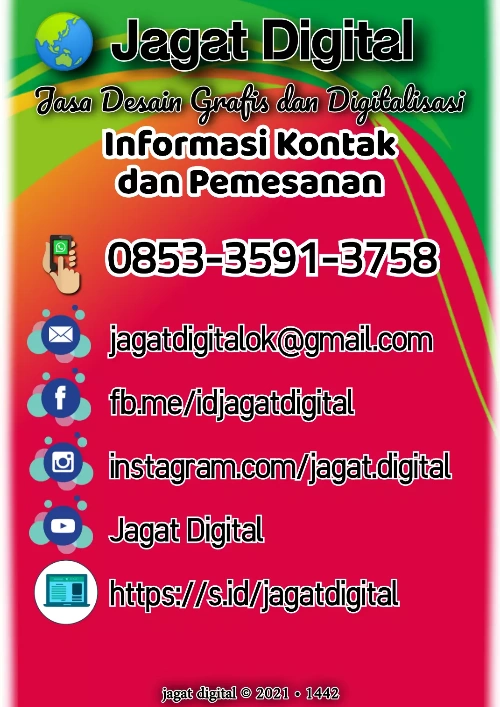 Jagat Digital
Jasa Desain Grafis dan Digitalisasi
Informasi Kontak
dan Pemesanan
0853-3591-3758
jagatdigitalok@gmail.com
fb.me/idjagatdigital
instagram.com/jagat.digital
Jagat Digital
https://s.id/jagatdigital
jagat digital © 2021 • 1442